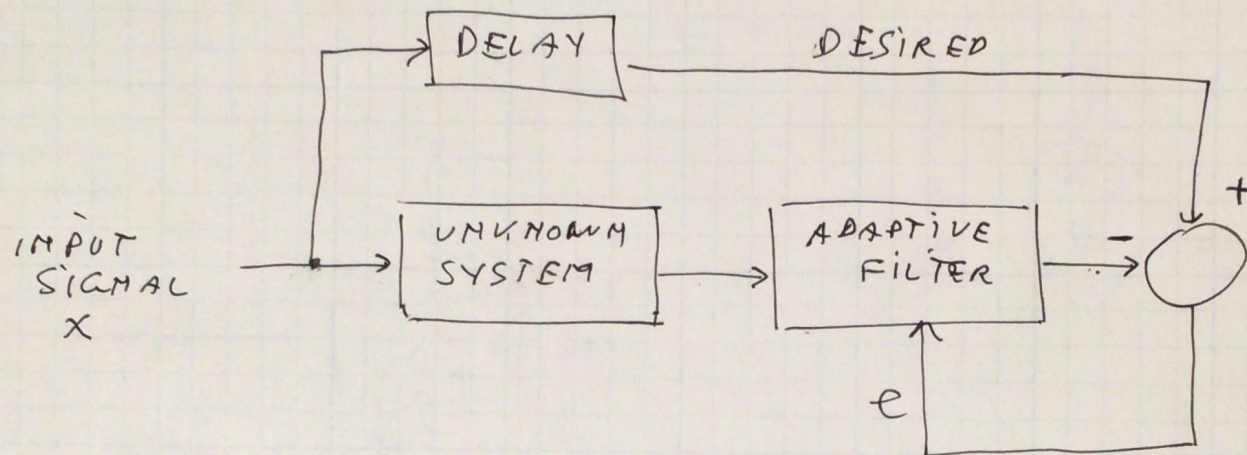 DELAY
DESIRED
+
INPUT
SIGNAL
X
UNKNOWN
SYSTEM
ADAPTIVE
FILTER
-
e